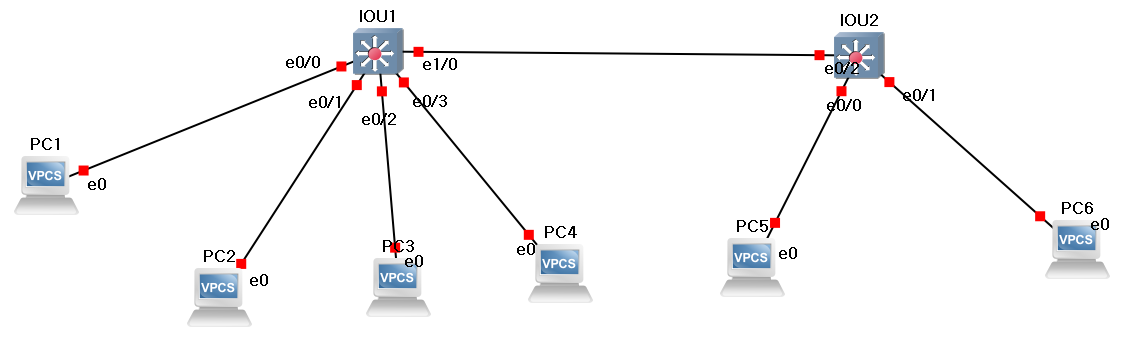 IOU1
IOU2
e0/0
e1/0
e0/2
e0/1
e0/3
e0/0
e0/1
e0/2
PC1
VPCS
e0
PC2
VPCS
e0
PC3
VPCS
e0
PC4
VPCS
e0
PC5
VPCS
e0
PC6
VPCS
e0